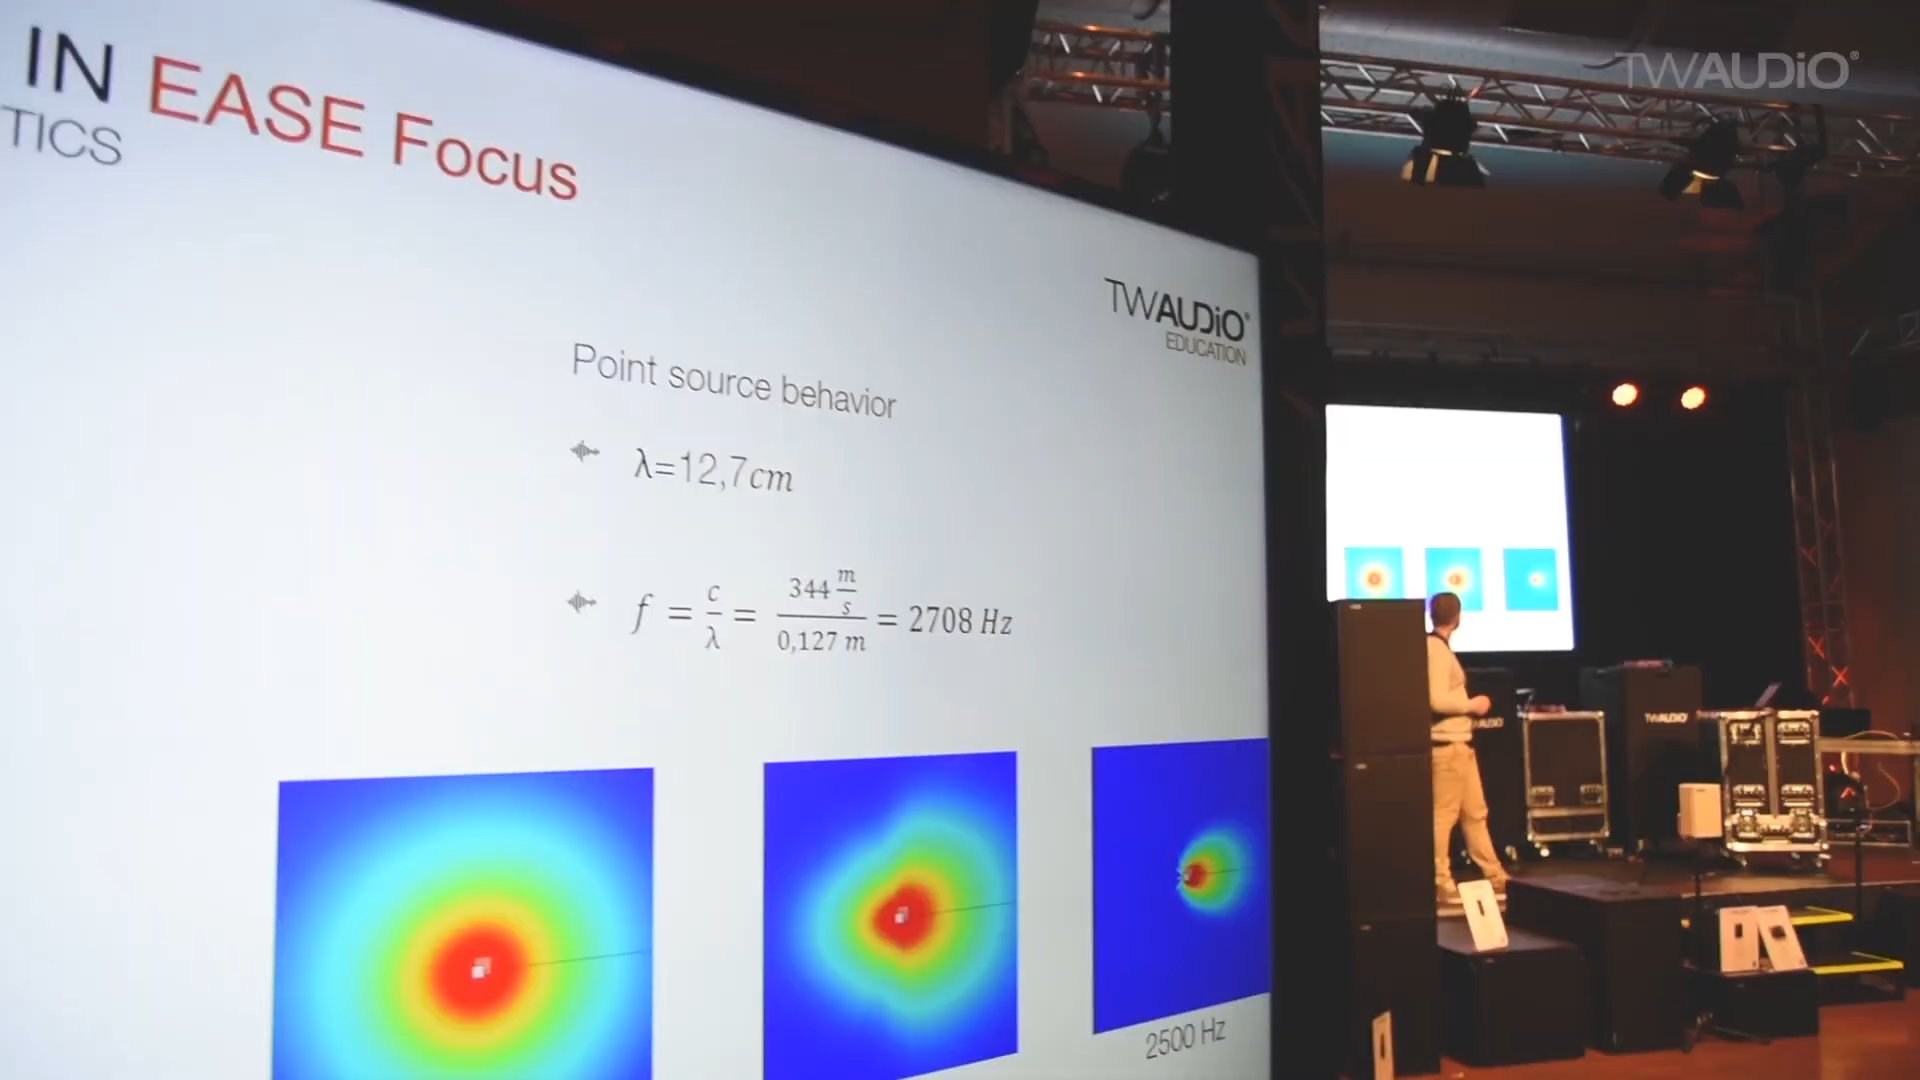 IN EASE Focus
TICS
TWAUDiO®
TWAUDiO®
EDUCATION
Point source behavior
λ=12,7cm
f = c/λ = 344 m/s / 0,127 m = 2708 Hz
2500 Hz
TWAUDiO